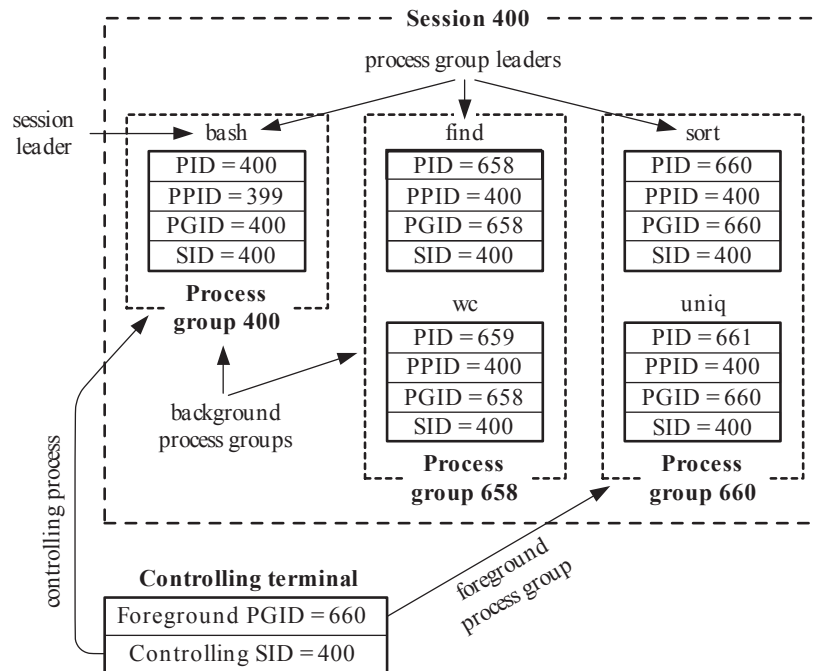 Session 400
process group leaders
session
leader
bash
PID = 400
PPID = 399
PGID = 400
SID = 400
Process
group 400
find
PID = 658
PPID = 400
PGID = 658
SID = 400
wc
PID = 659
PPID = 400
PGID = 658
SID = 400
Process
group 658
sort
PID = 660
PPID = 400
PGID = 660
SID = 400
uniq
PID = 661
PPID = 400
PGID = 660
SID = 400
Process
group 660
background
process groups
controlling process
foreground
process group
Controlling terminal
Foreground PGID = 660
Controlling SID = 400